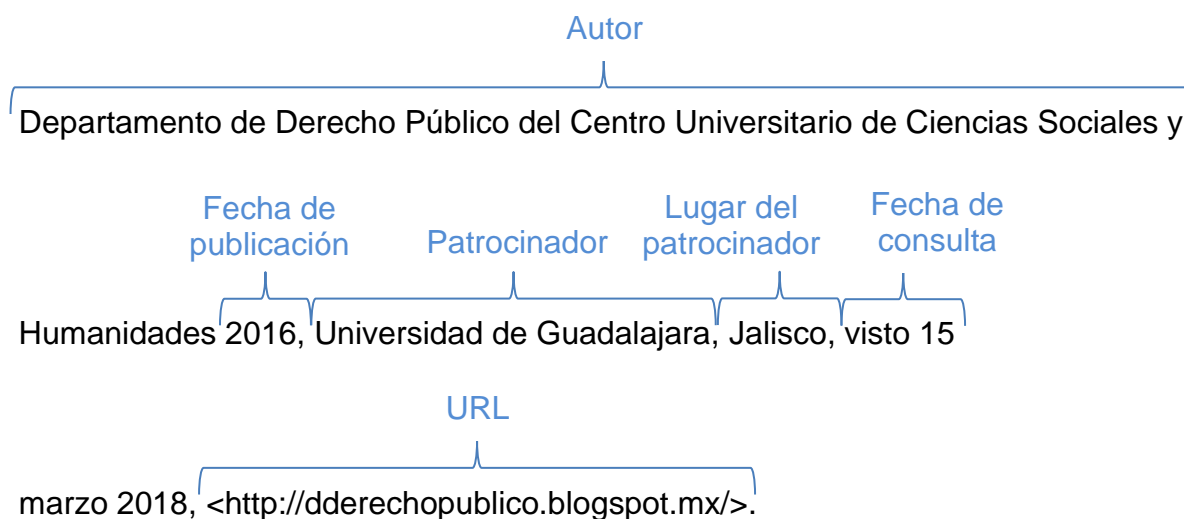 Autor
Departamento de Derecho Público del Centro Universitario de Ciencias Sociales y
Fecha de publicación
Patrocinador
Lugar del patrocinador
Fecha de consulta
Humanidades 2016, Universidad de Guadalajara, Jalisco, visto 15
URL
marzo 2018, <http://dderechopublico.blogspot.mx/>.